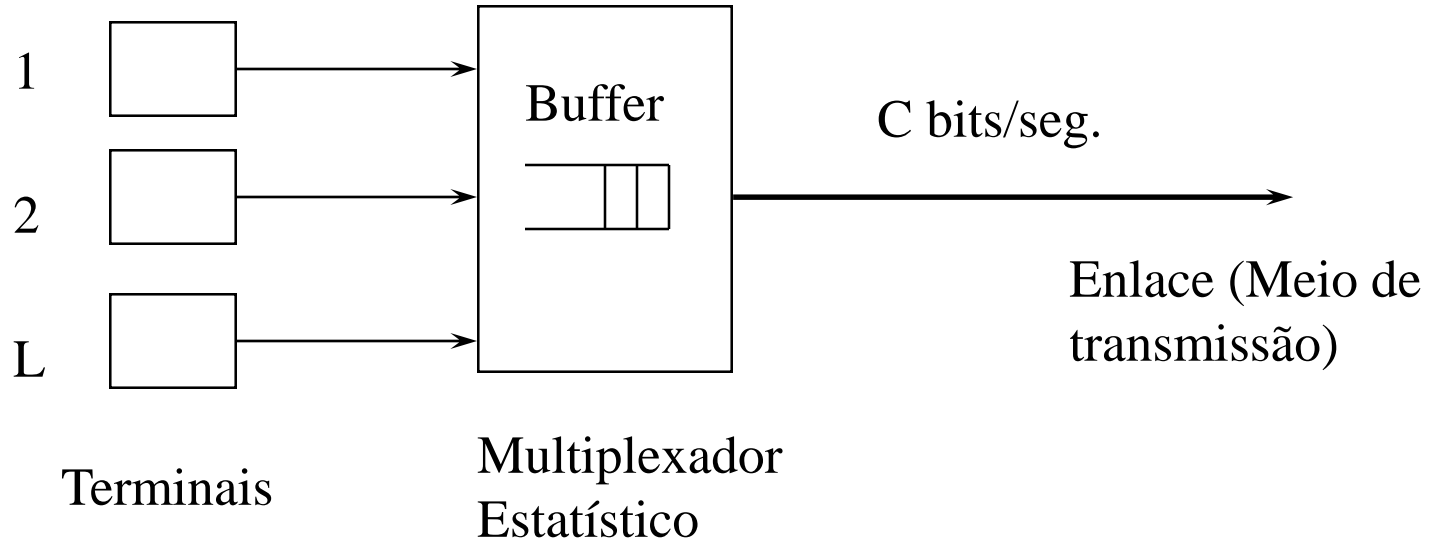 1
2
L
Terminais
Buffer
Multiplexador
Estatístico
C bits/seg.
Enlace (Meio de
transmissão)